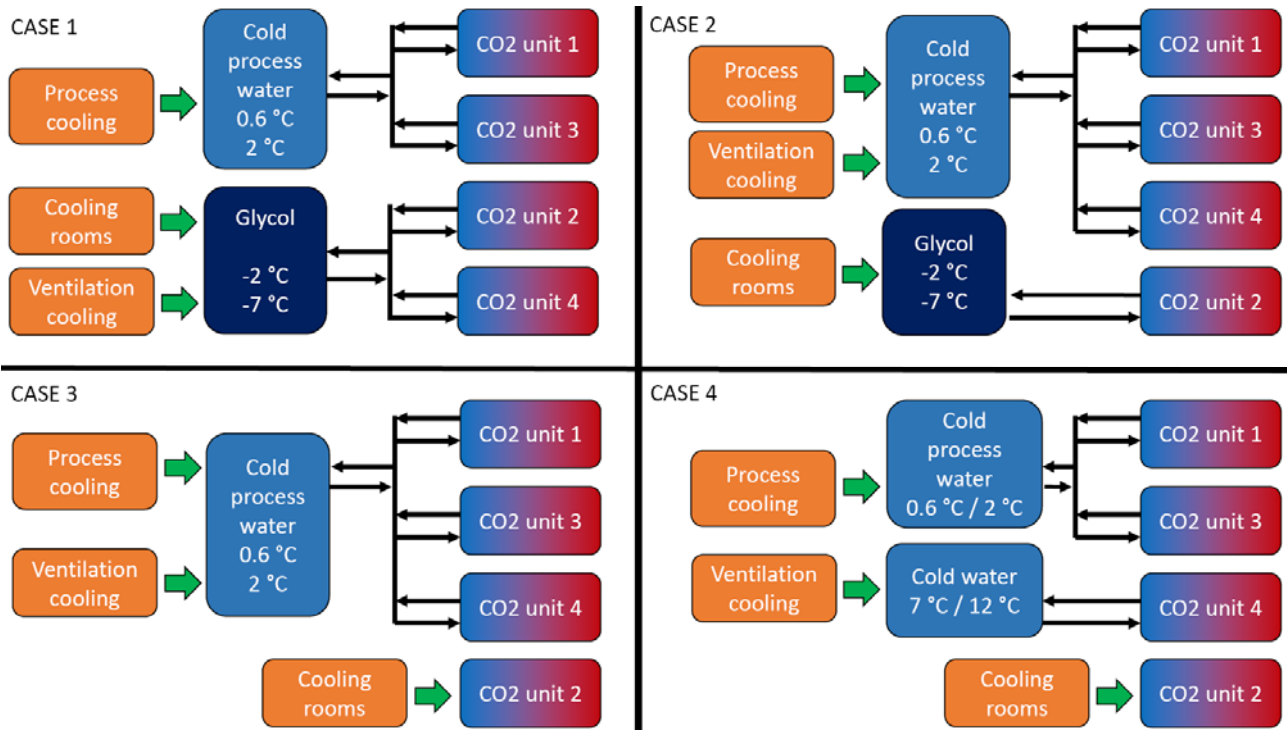 CASE 1
Process
cooling
Cold
process
water
0.6 °C
2 °C
CO2 unit 1
CO2 unit 3
Cooling
rooms
Ventilation
cooling
Glycol
-2 °C
-7 °C
CO2 unit 2
CO2 unit 4
CASE 2
Process
cooling
Ventilation
cooling
Cold
process
water
0.6 °C
2 °C
CO2 unit 1
CO2 unit 3
CO2 unit 4
Cooling
rooms
Glycol
-2 °C
-7 °C
CO2 unit 2
CASE 3
Process
cooling
Ventilation
cooling
Cold
process
water
0.6 °C
2 °C
CO2 unit 1
CO2 unit 3
CO2 unit 4
Cooling
rooms
CO2 unit 2
CASE 4
Process
cooling
Cold
process
water
0.6 °C / 2 °C
CO2 unit 1
CO2 unit 3
Ventilation
cooling
Cold water
7 °C / 12 °C
CO2 unit 4
Cooling
rooms
CO2 unit 2